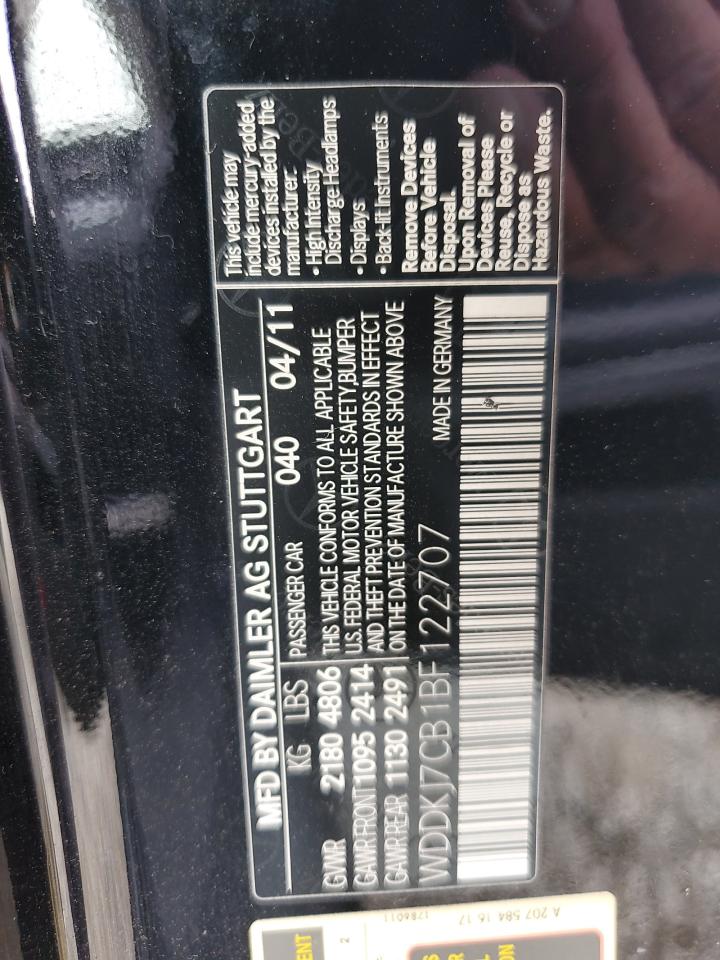 MFD BY DAIMLER AG STUTTGART
KG LBS PASSENGER CAR 040 04/11
GVWR 2180 4806
GAWR FRONT 1095 2414
GAWR REAR 1130 2491
THIS VEHICLE CONFORMS TO ALL APPLICABLE
U.S. FEDERAL MOTOR VEHICLE SAFETY,BUMPER
AND THEFT PREVENTION STANDARDS IN EFFECT
ON THE DATE OF MANUFACTURE SHOWN ABOVE
WDDKJ7CB1BF122707 MADE IN GERMANY
This vehicle may
include mercury-added
devices installed by the
manufacturer:
• High Intensity
Discharge Headlamps
• Displays
• Back-lit Instruments
Remove Devices
Before Vehicle
Disposal.
Upon Removal of
Devices Please
Reuse, Recycle or
Dispose as
Hazardous Waste.
A 207 584 16 17